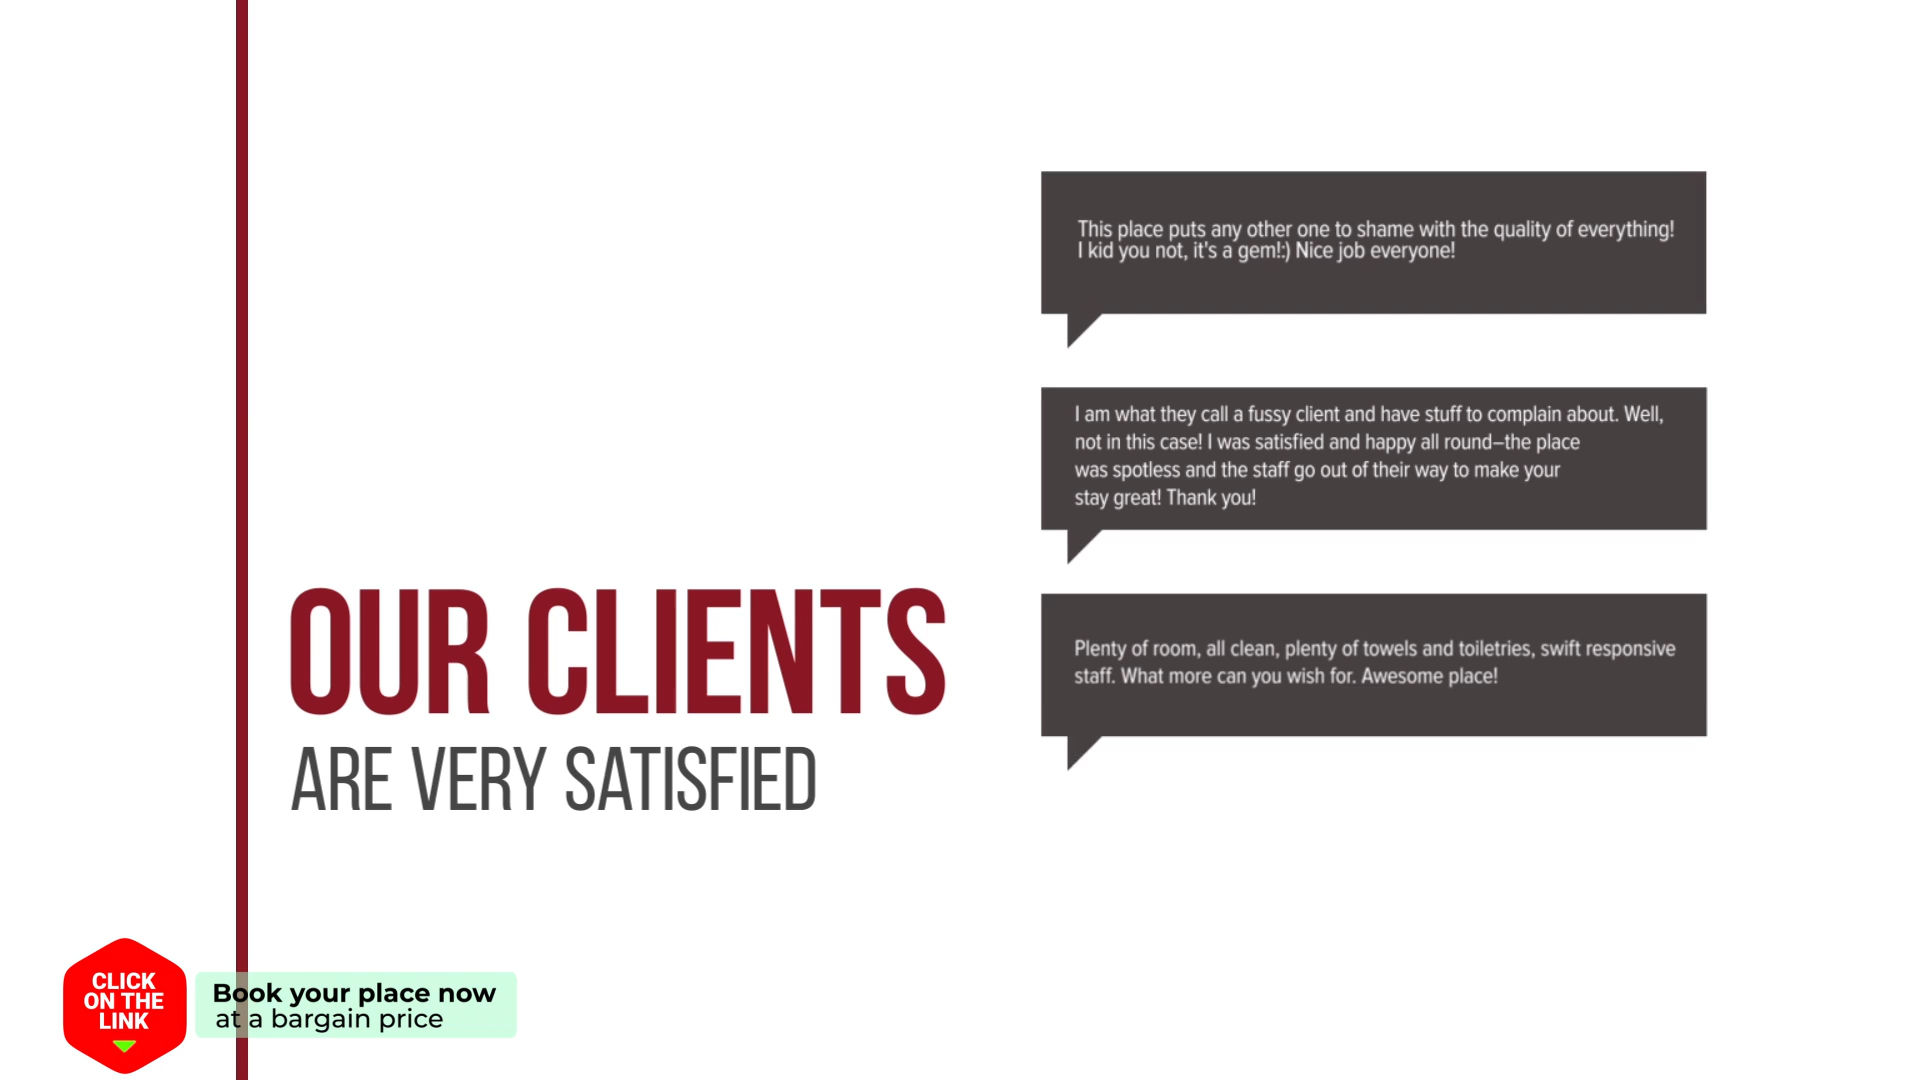 This place puts any other one to shame with the quality of everything!
I kid you not, it's a gem!:) Nice job everyone!
I am what they call a fussy client and have stuff to complain about. Well,
not in this case! I was satisfied and happy all round–the place
was spotless and the staff go out of their way to make your
stay great! Thank you!
OUR CLIENTS
ARE VERY SATISFIED
Plenty of room, all clean, plenty of towels and toiletries, swift responsive
staff. What more can you wish for. Awesome place!
CLICK
ON THE
LINK
Book your place now
at a bargain price